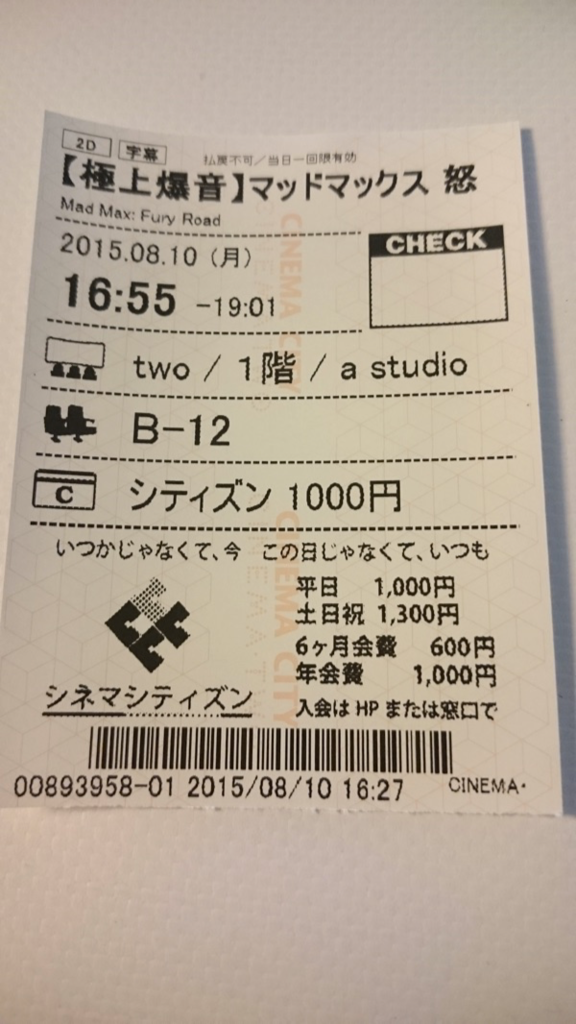 2D 字幕 払戻不可／当日一回限有効
【極上爆音】マッドマックス 怒
Mad Max: Fury Road
2015.08.10（月）
CHECK
16:55 -19:01
two / 1階 / a studio
B-12
C シティズン 1000円
いつかじゃなくて、今 この日じゃなくて、いつも
平日 1,000円
土日祝 1,300円
6ヶ月会費 600円
年会費 1,000円
シネマシティズン
入会は HP または窓口で
00893958-01 2015/08/10 16:27 CINEMA・
CINEMA CITY